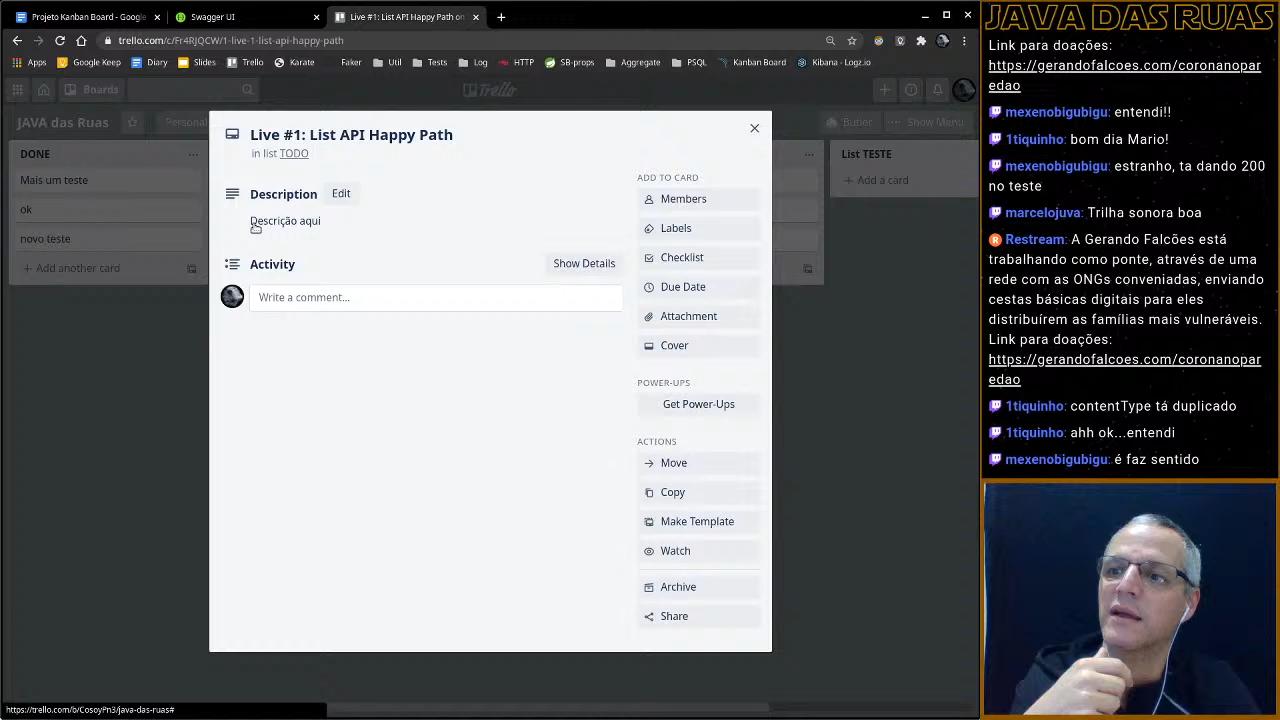 Projeto Kanban Board - Google
Swagger UI
Live #1: List API Happy Path on
trello.com/c/Fr4RJQCW/1-live-1-list-api-happy-path
Apps
Google Keep
Diary
Slides
Trello
Karate
Faker
Util
Tests
Log
HTTP
SB-props
Aggregate
PSQL
Kanban Board
Kibana - Logz.io
Boards
Trello
JAVA das Ruas
Personal
Butler
Show Menu
DONE
Mais um teste
ok
novo teste
Add another card
List TESTE
Add a card
Live #1: List API Happy Path
in list TODO
Description
Edit
Descrição aqui
Activity
Show Details
Write a comment...
ADD TO CARD
Members
Labels
Checklist
Due Date
Attachment
Cover
POWER-UPS
Get Power-Ups
ACTIONS
Move
Copy
Make Template
Watch
Archive
Share
https://trello.com/b/CosoyPn3/java-das-ruas#
JAVA DAS RUAS
Link para doações:
https://gerandofalcoes.com/coronanopar
edao
mexenobigubigu: entendi!!
1tiquinho: bom dia Mario!
mexenobigubigu: estranho, ta dando 200
no teste
marcelojuva: Trilha sonora boa
Restream: A Gerando Falcões está
trabalhando como ponte, através de uma
rede com as ONGs conveniadas, enviando
cestas básicas digitais para eles
distribuírem as famílias mais vulneráveis.
Link para doações:
https://gerandofalcoes.com/coronanopar
edao
1tiquinho: contentType tá duplicado
1tiquinho: ahh ok...entendi
mexenobigubigu: é faz sentido